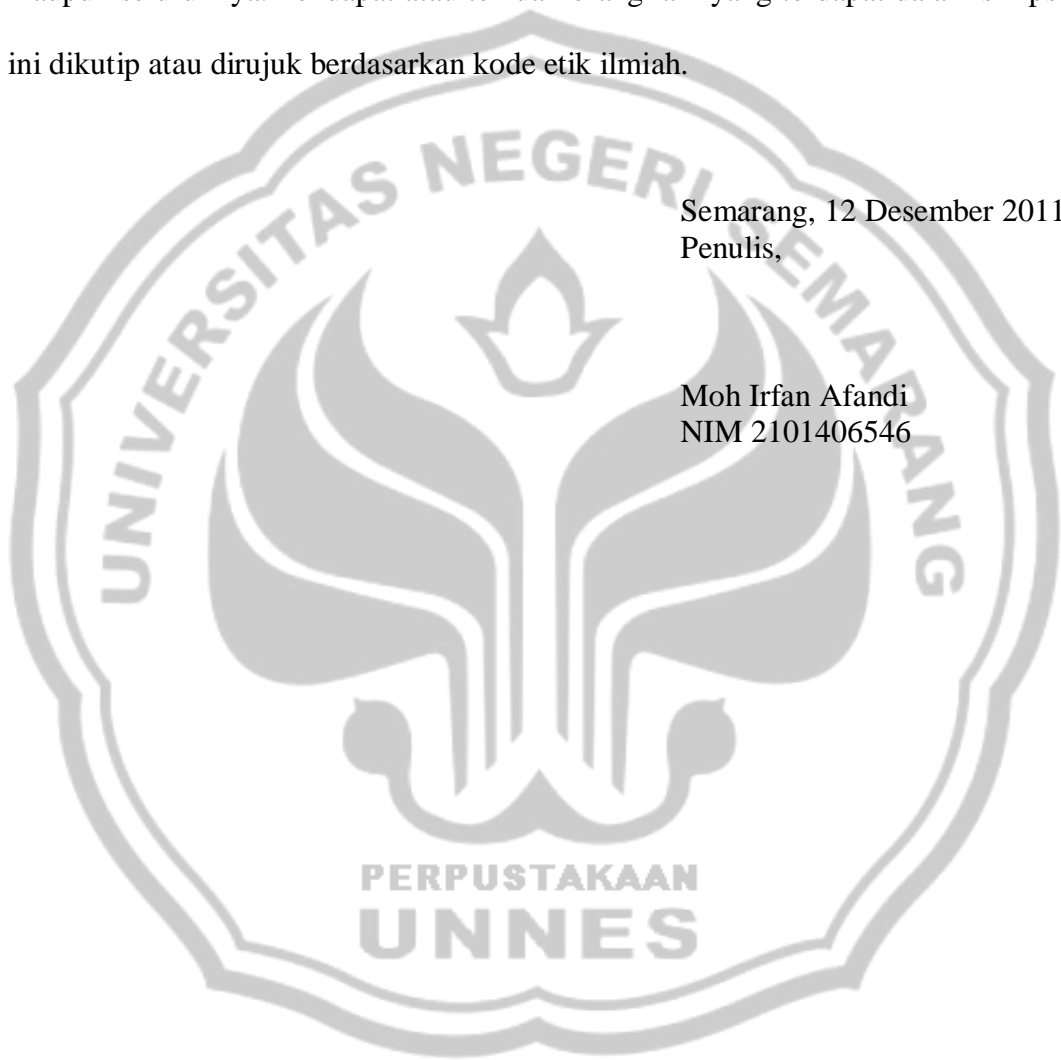 ini dikutip atau dirujuk berdasarkan kode etik ilmiah.
UNIVERSITAS NEGERI SEMARANG
Semarang, 12 Desember 2011
Penulis,
Moh Irfan Afandi
NIM 2101406546
PERPUSTAKAAN
UNNES